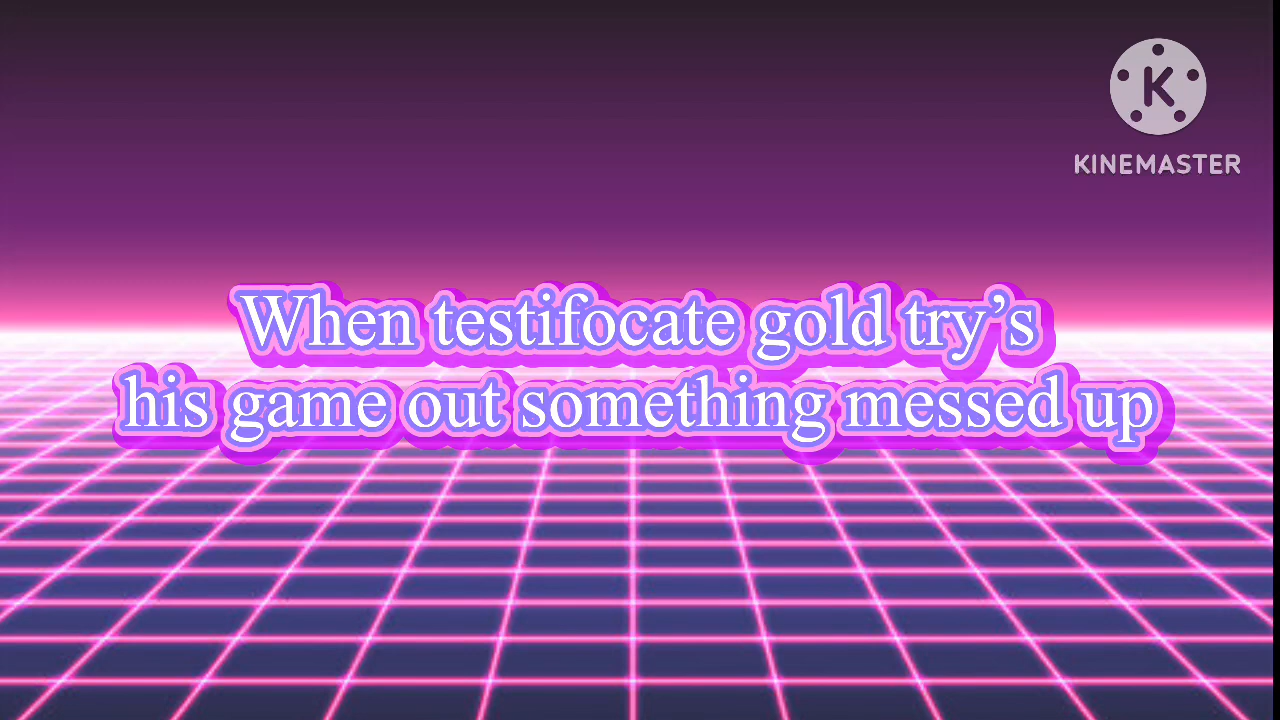 K
KINEMASTER
When testifocate gold try’s
his game out something messed up